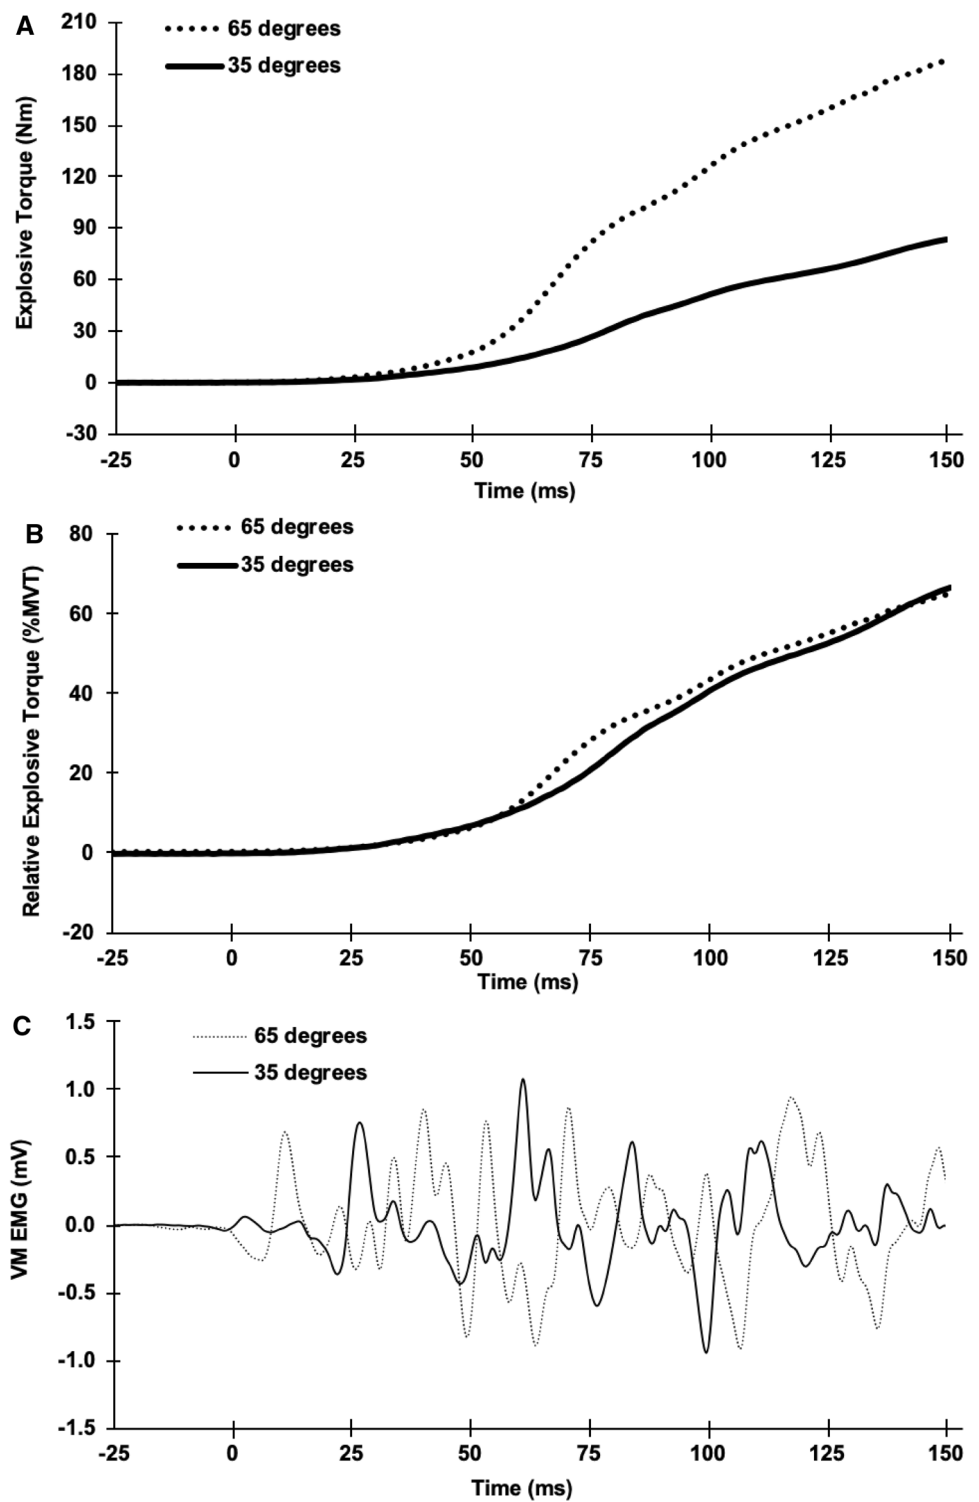 A
65 degrees
35 degrees
Explosive Torque (Nm)
210
180
150
120
90
60
30
0
-30
-25 0 25 50 75 100 125 150
Time (ms)
B
65 degrees
35 degrees
Relative Explosive Torque (%MVT)
80
60
40
20
0
-20
-25 0 25 50 75 100 125 150
Time (ms)
C
65 degrees
35 degrees
VM EMG (mV)
1.5
1.0
0.5
0.0
-0.5
-1.0
-1.5
-25 0 25 50 75 100 125 150
Time (ms)